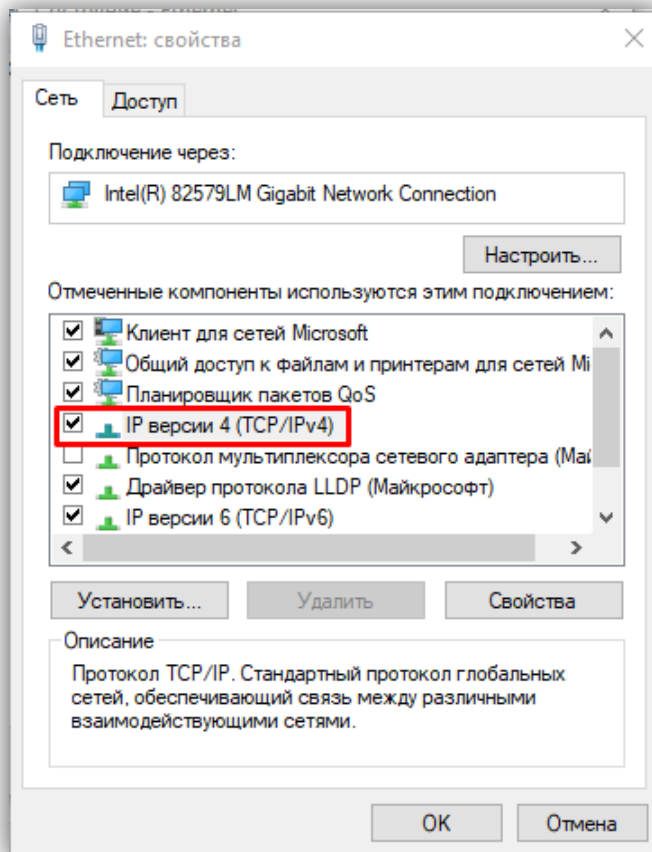 Ethernet: свойства
Сеть
Доступ
Подключение через:
Intel(R) 82579LM Gigabit Network Connection
Настроить...
Отмеченные компоненты используются этим подключением:
Клиент для сетей Microsoft
Общий доступ к файлам и принтерам для сетей Mi
Планировщик пакетов QoS
IP версии 4 (TCP/IPv4)
Протокол мультиплексора сетевого адаптера (Май
Драйвер протокола LLDP (Майкрософт)
IP версии 6 (TCP/IPv6)
Установить...
Удалить
Свойства
Описание
Протокол TCP/IP. Стандартный протокол глобальных
сетей, обеспечивающий связь между различными
взаимодействующими сетями.
OK
Отмена